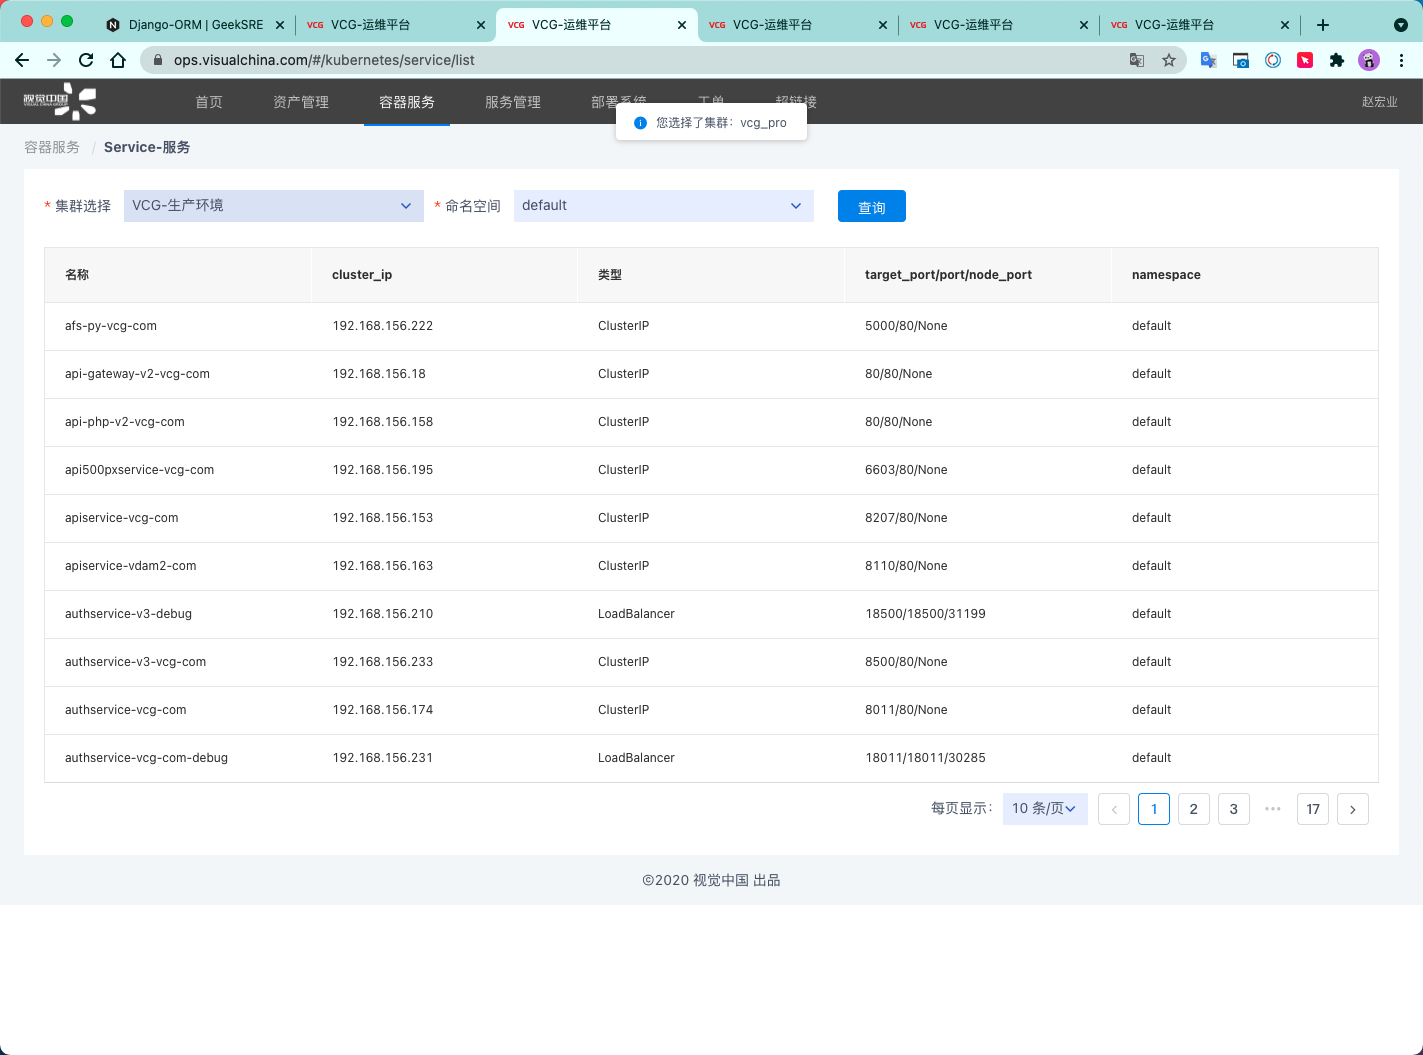 Django-ORM | GeekSRE
VCG VCG-运维平台
VCG VCG-运维平台
VCG VCG-运维平台
VCG VCG-运维平台
VCG VCG-运维平台
ops.visualchina.com/#/kubernetes/service/list
视觉中国
VISUAL CHINA GROUP
首页 资产管理 容器服务 服务管理 部署系统 工单 超链接 赵宏业
您选择了集群：vcg_pro
容器服务 / Service-服务
* 集群选择 VCG-生产环境 * 命名空间 default 查询
名称 cluster_ip 类型 target_port/port/node_port namespace
afs-py-vcg-com 192.168.156.222 ClusterIP 5000/80/None default
api-gateway-v2-vcg-com 192.168.156.18 ClusterIP 80/80/None default
api-php-v2-vcg-com 192.168.156.158 ClusterIP 80/80/None default
api500pxservice-vcg-com 192.168.156.195 ClusterIP 6603/80/None default
apiservice-vcg-com 192.168.156.153 ClusterIP 8207/80/None default
apiservice-vdam2-com 192.168.156.163 ClusterIP 8110/80/None default
authservice-v3-debug 192.168.156.210 LoadBalancer 18500/18500/31199 default
authservice-v3-vcg-com 192.168.156.233 ClusterIP 8500/80/None default
authservice-vcg-com 192.168.156.174 ClusterIP 8011/80/None default
authservice-vcg-com-debug 192.168.156.231 LoadBalancer 18011/18011/30285 default
每页显示： 10 条/页 1 2 3 ••• 17
©2020 视觉中国 出品